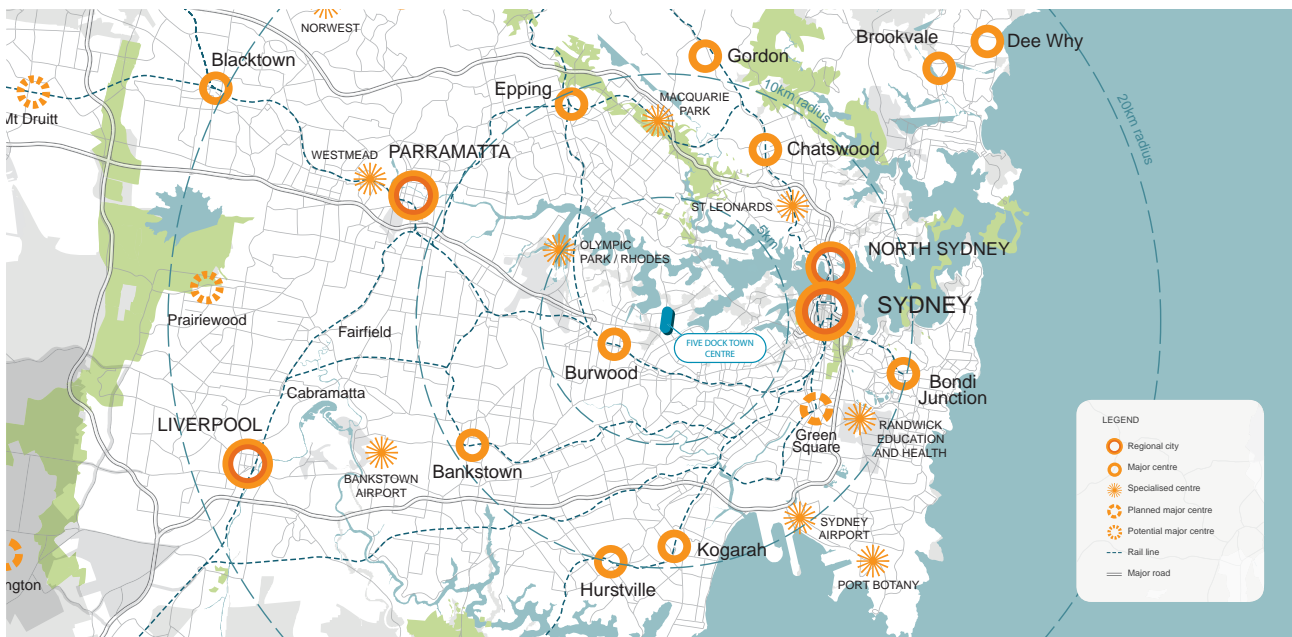 NORWEST
Blacktown
Mt Druitt
Gordon
Brookvale
Dee Why
Epping
MACQUARIE
PARK
10km radius
20km radius
WESTMEAD
PARRAMATTA
Chatswood
ST LEONARDS
5km
OLYMPIC
PARK / RHODES
NORTH SYDNEY
SYDNEY
Prairiewood
Fairfield
FIVE DOCK TOWN
CENTRE
Burwood
Cabramatta
Bondi
Junction
LIVERPOOL
Green
Square
RANDWICK
EDUCATION
AND HEALTH
Bankstown
BANKSTOWN
AIRPORT
SYDNEY
AIRPORT
Kogarah
Hurstville
PORT BOTANY
ngton
LEGEND
Regional city
Major centre
Specialised centre
Planned major centre
Potential major centre
Rail line
Major road